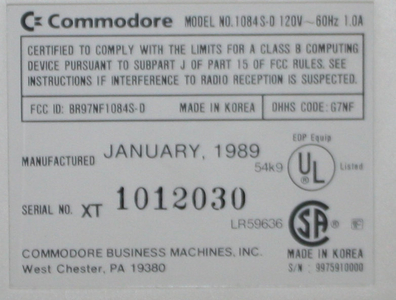 Commodore MODEL NO.1084S-D 120V~60Hz 1.0A
CERTIFIED TO COMPLY WITH THE LIMITS FOR A CLASS B COMPUTING
DEVICE PURSUANT TO SUBPART J OF PART 15 OF FCC RULES. SEE
INSTRUCTIONS IF INTERFERENCE TO RADIO RECEPTION IS SUSPECTED.
FCC ID: BR97NF1084S-D MADE IN KOREA DHHS CODE: G7NF
EDP Equip
MANUFACTURED JANUARY, 1989
54k9 UL ® Listed
SERIAL NO. XT 1012030
LR59636 SA ®
COMMODORE BUSINESS MACHINES, INC. MADE IN KOREA
West Chester, PA 19380 S/N: 9975910000